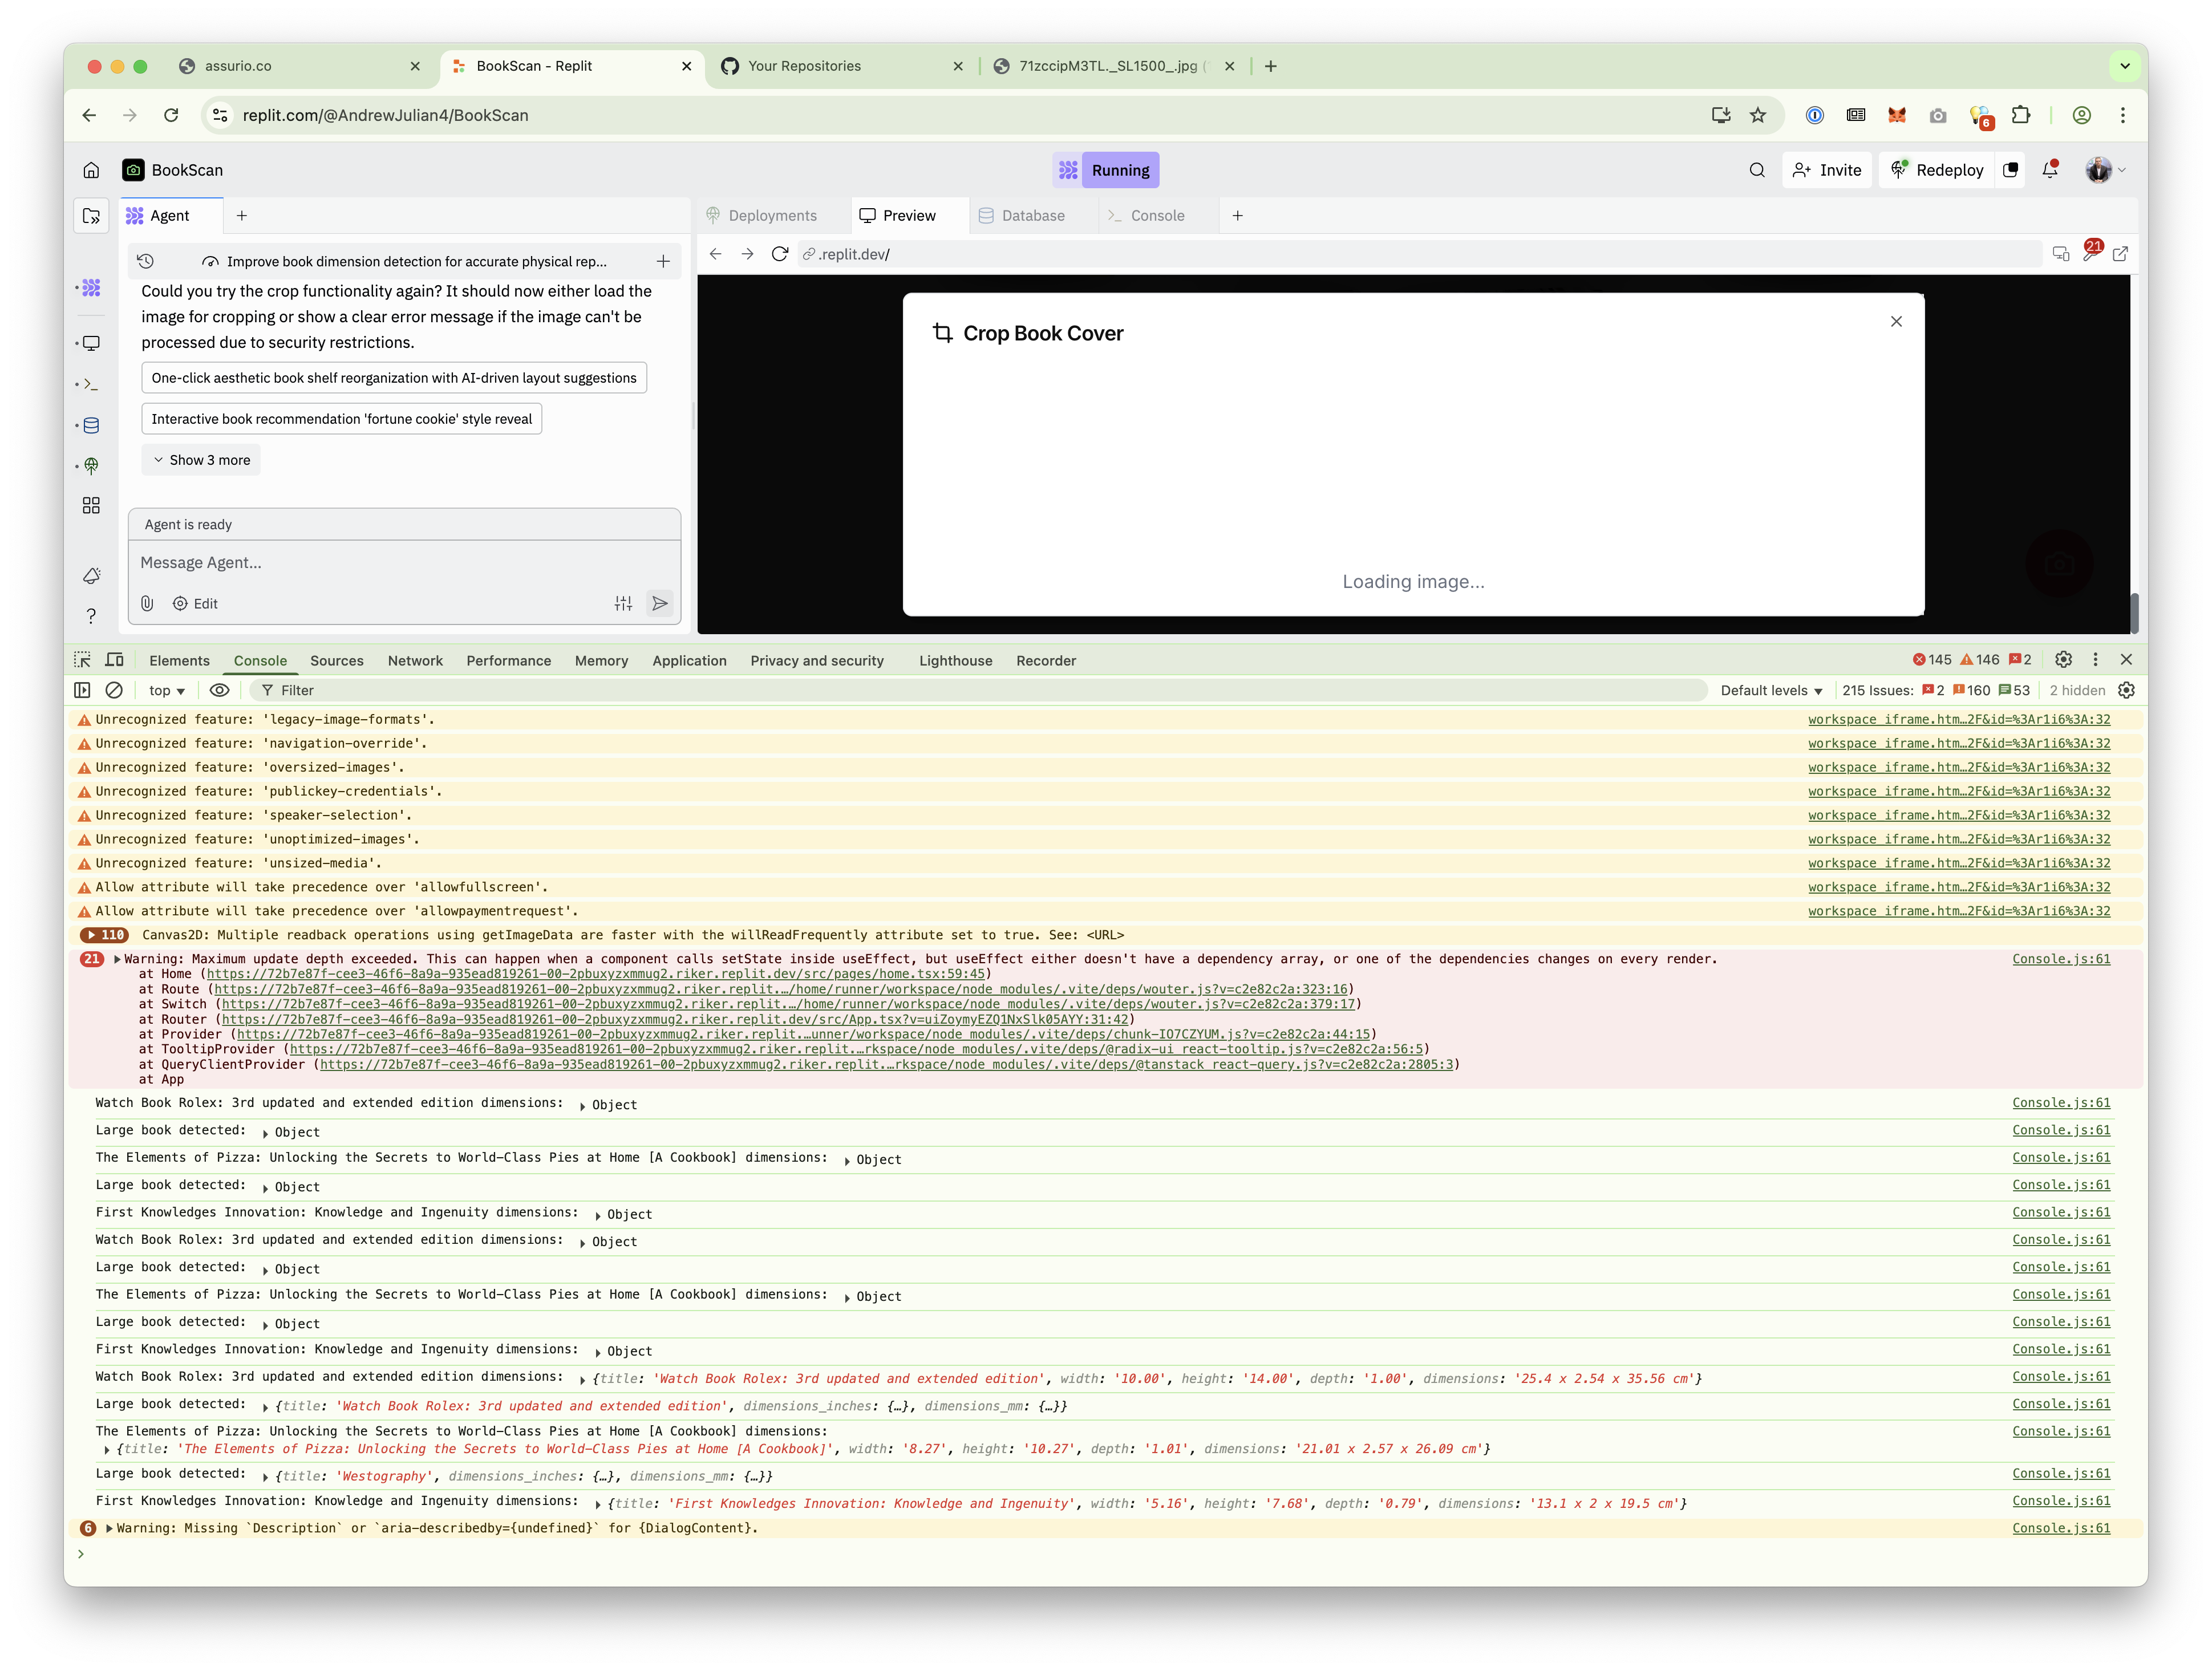 assurio.co
BookScan - Replit
Your Repositories
71zccipM3TL._SL1500_.jpg
replit.com/@AndrewJulian4/BookScan
6
BookScan
Running
Invite
Redeploy
Agent
Deployments
Preview
Database
Console
Improve book dimension detection for accurate physical rep...
.replit.dev/
21
Could you try the crop functionality again? It should now either load the
image for cropping or show a clear error message if the image can't be
processed due to security restrictions.
One-click aesthetic book shelf reorganization with AI-driven layout suggestions
Interactive book recommendation 'fortune cookie' style reveal
Show 3 more
Agent is ready
Message Agent...
Edit
?
Crop Book Cover
Loading image...
Elements Console Sources Network Performance Memory Application Privacy and security Lighthouse Recorder
145 146 2
top
Filter
Default levels
215 Issues: 2 160 53
2 hidden
Unrecognized feature: 'legacy-image-formats'. workspace_iframe.htm…2F&id=%3Ar1i6%3A:32
Unrecognized feature: 'navigation-override'. workspace_iframe.htm…2F&id=%3Ar1i6%3A:32
Unrecognized feature: 'oversized-images'. workspace_iframe.htm…2F&id=%3Ar1i6%3A:32
Unrecognized feature: 'publickey-credentials'. workspace_iframe.htm…2F&id=%3Ar1i6%3A:32
Unrecognized feature: 'speaker-selection'. workspace_iframe.htm…2F&id=%3Ar1i6%3A:32
Unrecognized feature: 'unoptimized-images'. workspace_iframe.htm…2F&id=%3Ar1i6%3A:32
Unrecognized feature: 'unsized-media'. workspace_iframe.htm…2F&id=%3Ar1i6%3A:32
Allow attribute will take precedence over 'allowfullscreen'. workspace_iframe.htm…2F&id=%3Ar1i6%3A:32
Allow attribute will take precedence over 'allowpaymentrequest'. workspace_iframe.htm…2F&id=%3Ar1i6%3A:32
110 Canvas2D: Multiple readback operations using getImageData are faster with the willReadFrequently attribute set to true. See: <URL>
21 Warning: Maximum update depth exceeded. This can happen when a component calls setState inside useEffect, but useEffect either doesn't have a dependency array, or one of the dependencies changes on every render. Console.js:61
at Home (https://72b7e87f-cee3-46f6-8a9a-935ead819261-00-2pbuxyzxmmug2.riker.replit.dev/src/pages/home.tsx:59:45)
at Route (https://72b7e87f-cee3-46f6-8a9a-935ead819261-00-2pbuxyzxmmug2.riker.replit.…/home/runner/workspace/node_modules/.vite/deps/wouter.js?v=c2e82c2a:323:16)
at Switch (https://72b7e87f-cee3-46f6-8a9a-935ead819261-00-2pbuxyzxmmug2.riker.replit.…/home/runner/workspace/node_modules/.vite/deps/wouter.js?v=c2e82c2a:379:17)
at Router (https://72b7e87f-cee3-46f6-8a9a-935ead819261-00-2pbuxyzxmmug2.riker.replit.dev/src/App.tsx?v=uiZoymyEZQ1NxSlk05AYY:31:42)
at Provider (https://72b7e87f-cee3-46f6-8a9a-935ead819261-00-2pbuxyzxmmug2.riker.replit.…unner/workspace/node_modules/.vite/deps/chunk-IO7CZYUM.js?v=c2e82c2a:44:15)
at TooltipProvider (https://72b7e87f-cee3-46f6-8a9a-935ead819261-00-2pbuxyzxmmug2.riker.replit.…rkspace/node_modules/.vite/deps/@radix-ui_react-tooltip.js?v=c2e82c2a:56:5)
at QueryClientProvider (https://72b7e87f-cee3-46f6-8a9a-935ead819261-00-2pbuxyzxmmug2.riker.replit.…rkspace/node_modules/.vite/deps/@tanstack_react-query.js?v=c2e82c2a:2805:3)
at App
Watch Book Rolex: 3rd updated and extended edition dimensions: Object Console.js:61
Large book detected: Object Console.js:61
The Elements of Pizza: Unlocking the Secrets to World-Class Pies at Home [A Cookbook] dimensions: Object Console.js:61
Large book detected: Object Console.js:61
First Knowledges Innovation: Knowledge and Ingenuity dimensions: Object Console.js:61
Watch Book Rolex: 3rd updated and extended edition dimensions: Object Console.js:61
Large book detected: Object Console.js:61
The Elements of Pizza: Unlocking the Secrets to World-Class Pies at Home [A Cookbook] dimensions: Object Console.js:61
Large book detected: Object Console.js:61
First Knowledges Innovation: Knowledge and Ingenuity dimensions: Object Console.js:61
Watch Book Rolex: 3rd updated and extended edition dimensions: {title: 'Watch Book Rolex: 3rd updated and extended edition', width: '10.00', height: '14.00', depth: '1.00', dimensions: '25.4 x 2.54 x 35.56 cm'} Console.js:61
Large book detected: {title: 'Watch Book Rolex: 3rd updated and extended edition', dimensions_inches: {…}, dimensions_mm: {…}} Console.js:61
The Elements of Pizza: Unlocking the Secrets to World-Class Pies at Home [A Cookbook] dimensions: Console.js:61
{title: 'The Elements of Pizza: Unlocking the Secrets to World-Class Pies at Home [A Cookbook]', width: '8.27', height: '10.27', depth: '1.01', dimensions: '21.01 x 2.57 x 26.09 cm'}
Large book detected: {title: 'Westography', dimensions_inches: {…}, dimensions_mm: {…}} Console.js:61
First Knowledges Innovation: Knowledge and Ingenuity dimensions: {title: 'First Knowledges Innovation: Knowledge and Ingenuity', width: '5.16', height: '7.68', depth: '0.79', dimensions: '13.1 x 2 x 19.5 cm'} Console.js:61
6 Warning: Missing `Description` or `aria-describedby={undefined}` for {DialogContent}. Console.js:61